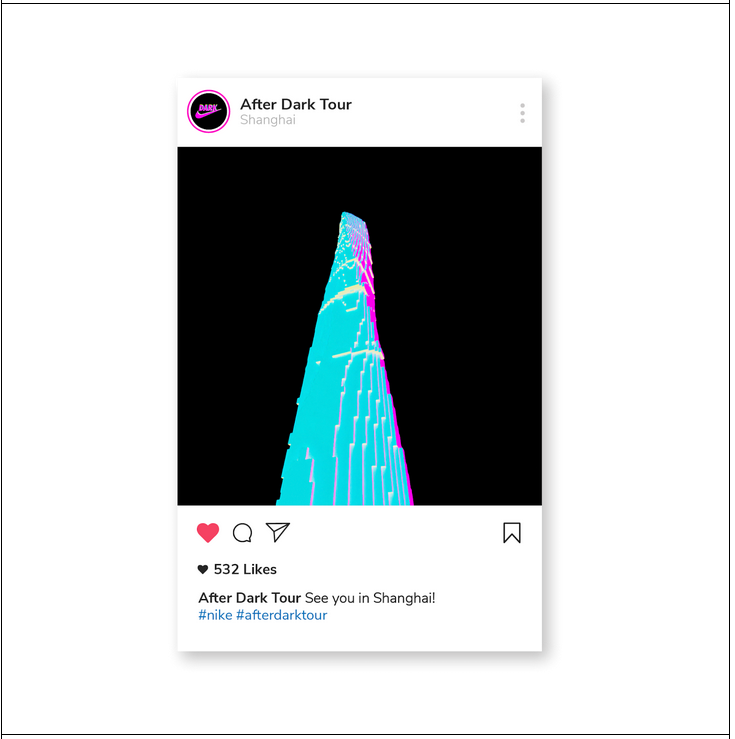 DARK
After Dark Tour
Shanghai
532 Likes
After Dark Tour See you in Shanghai!
#nike #afterdarktour